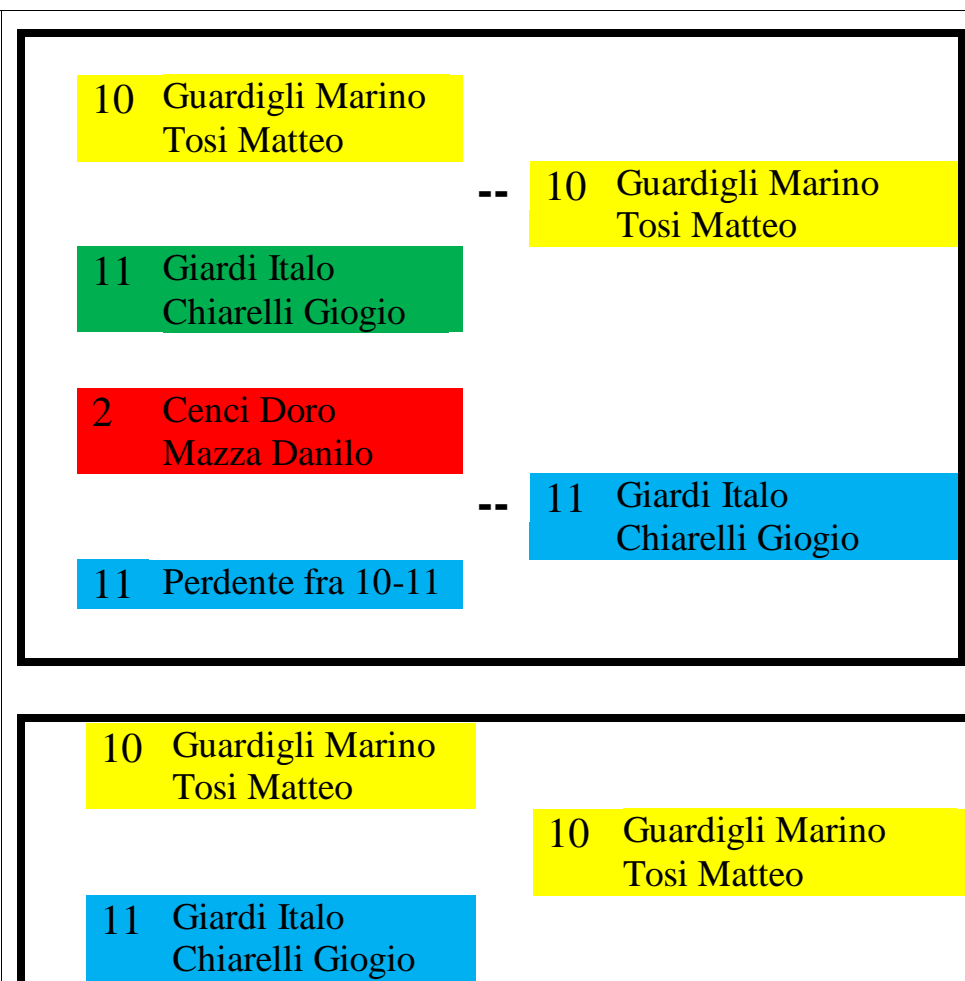 10 Guardigli Marino
Tosi Matteo
-- 10 Guardigli Marino
Tosi Matteo
11 Giardi Italo
Chiarelli Giogio
2 Cenci Doro
Mazza Danilo
-- 11 Giardi Italo
Chiarelli Giogio
11 Perdente fra 10-11
10 Guardigli Marino
Tosi Matteo
10 Guardigli Marino
Tosi Matteo
11 Giardi Italo
Chiarelli Giogio